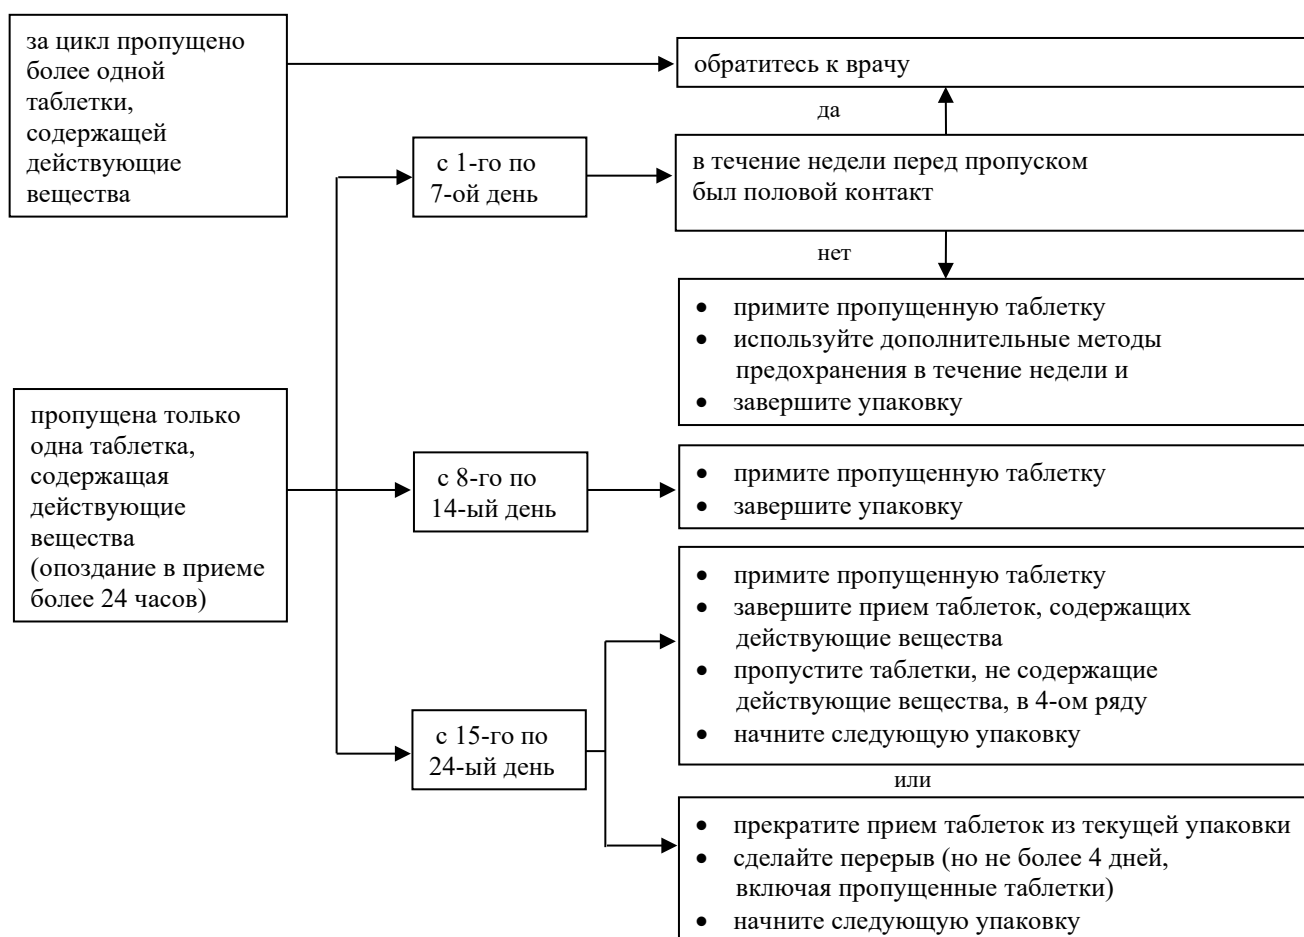 за цикл пропущено
более одной
таблетки,
содержащей
действующие
вещества
обратитесь к врачу
да
с 1-го по
7-ой день
в течение недели перед пропуском
был половой контакт
нет
• примите пропущенную таблетку
• используйте дополнительные методы
предохранения в течение недели и
• завершите упаковку
пропущена только
одна таблетка,
содержащая
действующие
вещества
(опоздание в приеме
более 24 часов)
с 8-го по
14-ый день
• примите пропущенную таблетку
• завершите упаковку
с 15-го по
24-ый день
• примите пропущенную таблетку
• завершите прием таблеток, содержащих
действующие вещества
• пропустите таблетки, не содержащие
действующие вещества, в 4-ом ряду
• начните следующую упаковку
или
• прекратите прием таблеток из текущей упаковки
• сделайте перерыв (но не более 4 дней,
включая пропущенные таблетки)
• начните следующую упаковку